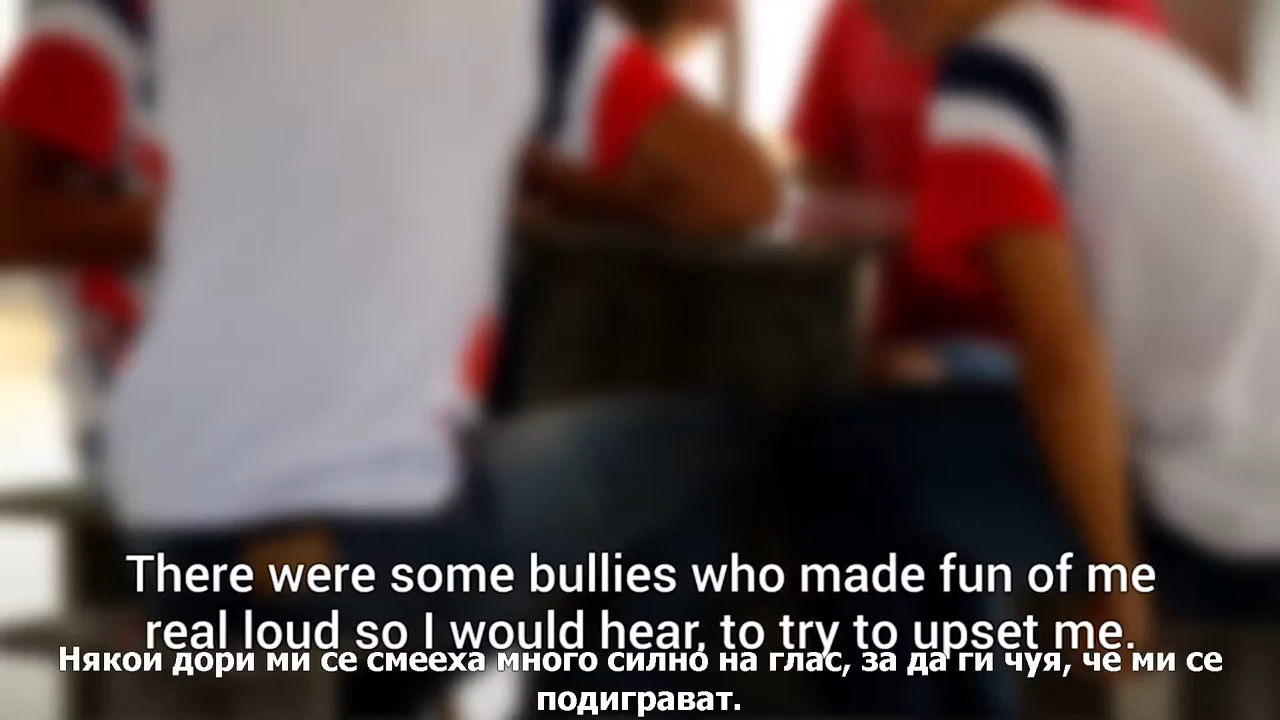 There were some bullies who made fun of me
real loud so I would hear, to try to upset me.
Някои дори ми се смееха много силно на глас, за да ги чуя, че ми се
подиграват.